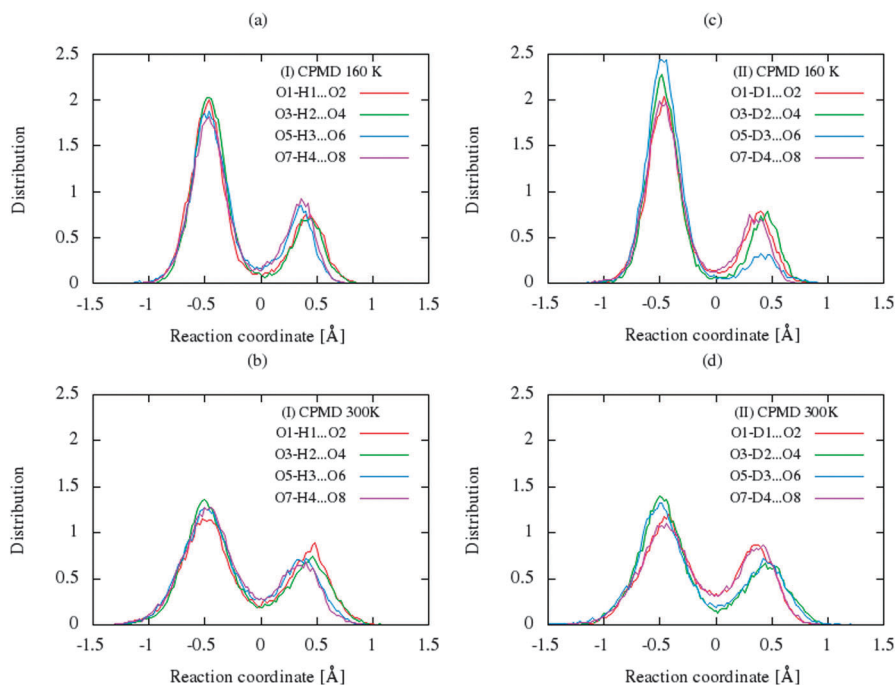 (a)
Distribution
2.5
2
1.5
1
0.5
0
(I) CPMD 160 K
O1-H1...O2
O3-H2...O4
O5-H3...O6
O7-H4...O8
-1.5 -1 -0.5 0 0.5 1 1.5
Reaction coordinate [Å]
(c)
Distribution
2.5
2
1.5
1
0.5
0
(II) CPMD 160 K
O1-D1...O2
O3-D2...O4
O5-D3...O6
O7-D4...O8
-1.5 -1 -0.5 0 0.5 1 1.5
Reaction coordinate [Å]
(b)
Distribution
2.5
2
1.5
1
0.5
0
(I) CPMD 300K
O1-H1...O2
O3-H2...O4
O5-H3...O6
O7-H4...O8
-1.5 -1 -0.5 0 0.5 1 1.5
Reaction coordinate [Å]
(d)
Distribution
2.5
2
1.5
1
0.5
0
(II) CPMD 300K
O1-D1...O2
O3-D2...O4
O5-D3...O6
O7-D4...O8
-1.5 -1 -0.5 0 0.5 1 1.5
Reaction coordinate [Å]